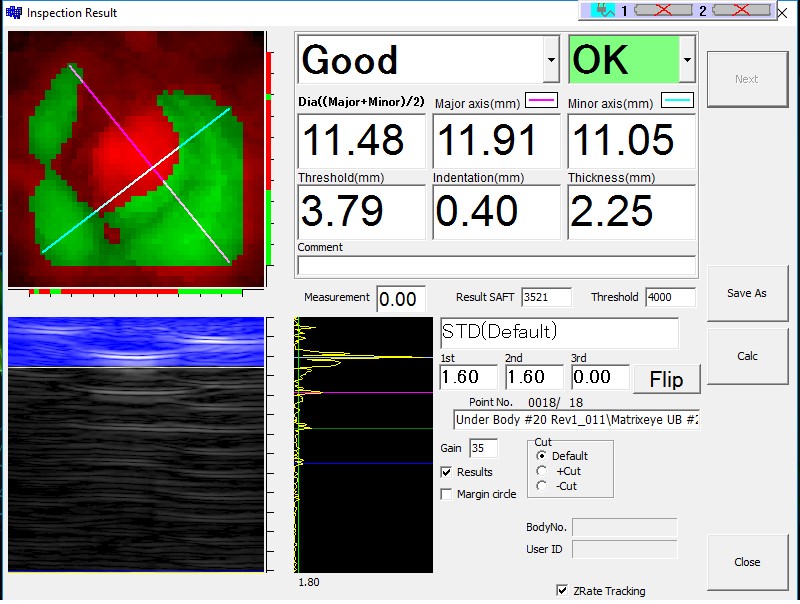 Inspection Result
1 2
Good OK
Next
Dia((Major+Minor)/2) Major axis(mm) Minor axis(mm)
11.48 11.91 11.05
Threshold(mm) Indentation(mm) Thickness(mm)
3.79 0.40 2.25
Comment
Measurement 0.00 Result SAFT 3521 Threshold 4000
Save As
STD(Default)
1st 2nd 3rd
1.60 1.60 0.00 Flip
Calc
Point No. 0018/ 18
Under Body #20 Rev1_011\Matrixeye UB #2
Gain 35
Cut
Default
+Cut
-Cut
Results
Margin circle
BodyNo.
User ID
Close
1.80
ZRate Tracking